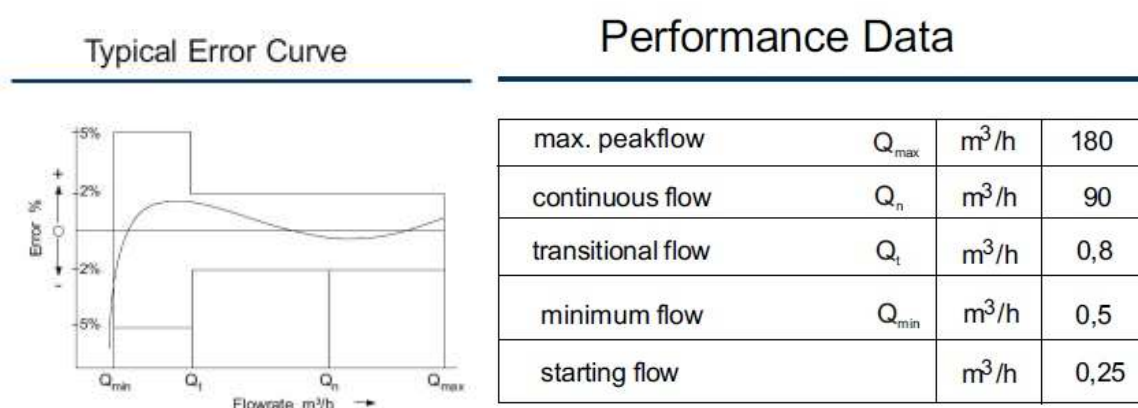 Typical Error Curve
Performance Data
5%
2%
+
Error %
O
-
-2%
-5%
Qmin
Qt
Qn
Qmax
Flowrate m³/h
max. peakflow Qmax m³/h 180
continuous flow Qn m³/h 90
transitional flow Qt m³/h 0,8
minimum flow Qmin m³/h 0,5
starting flow m³/h 0,25